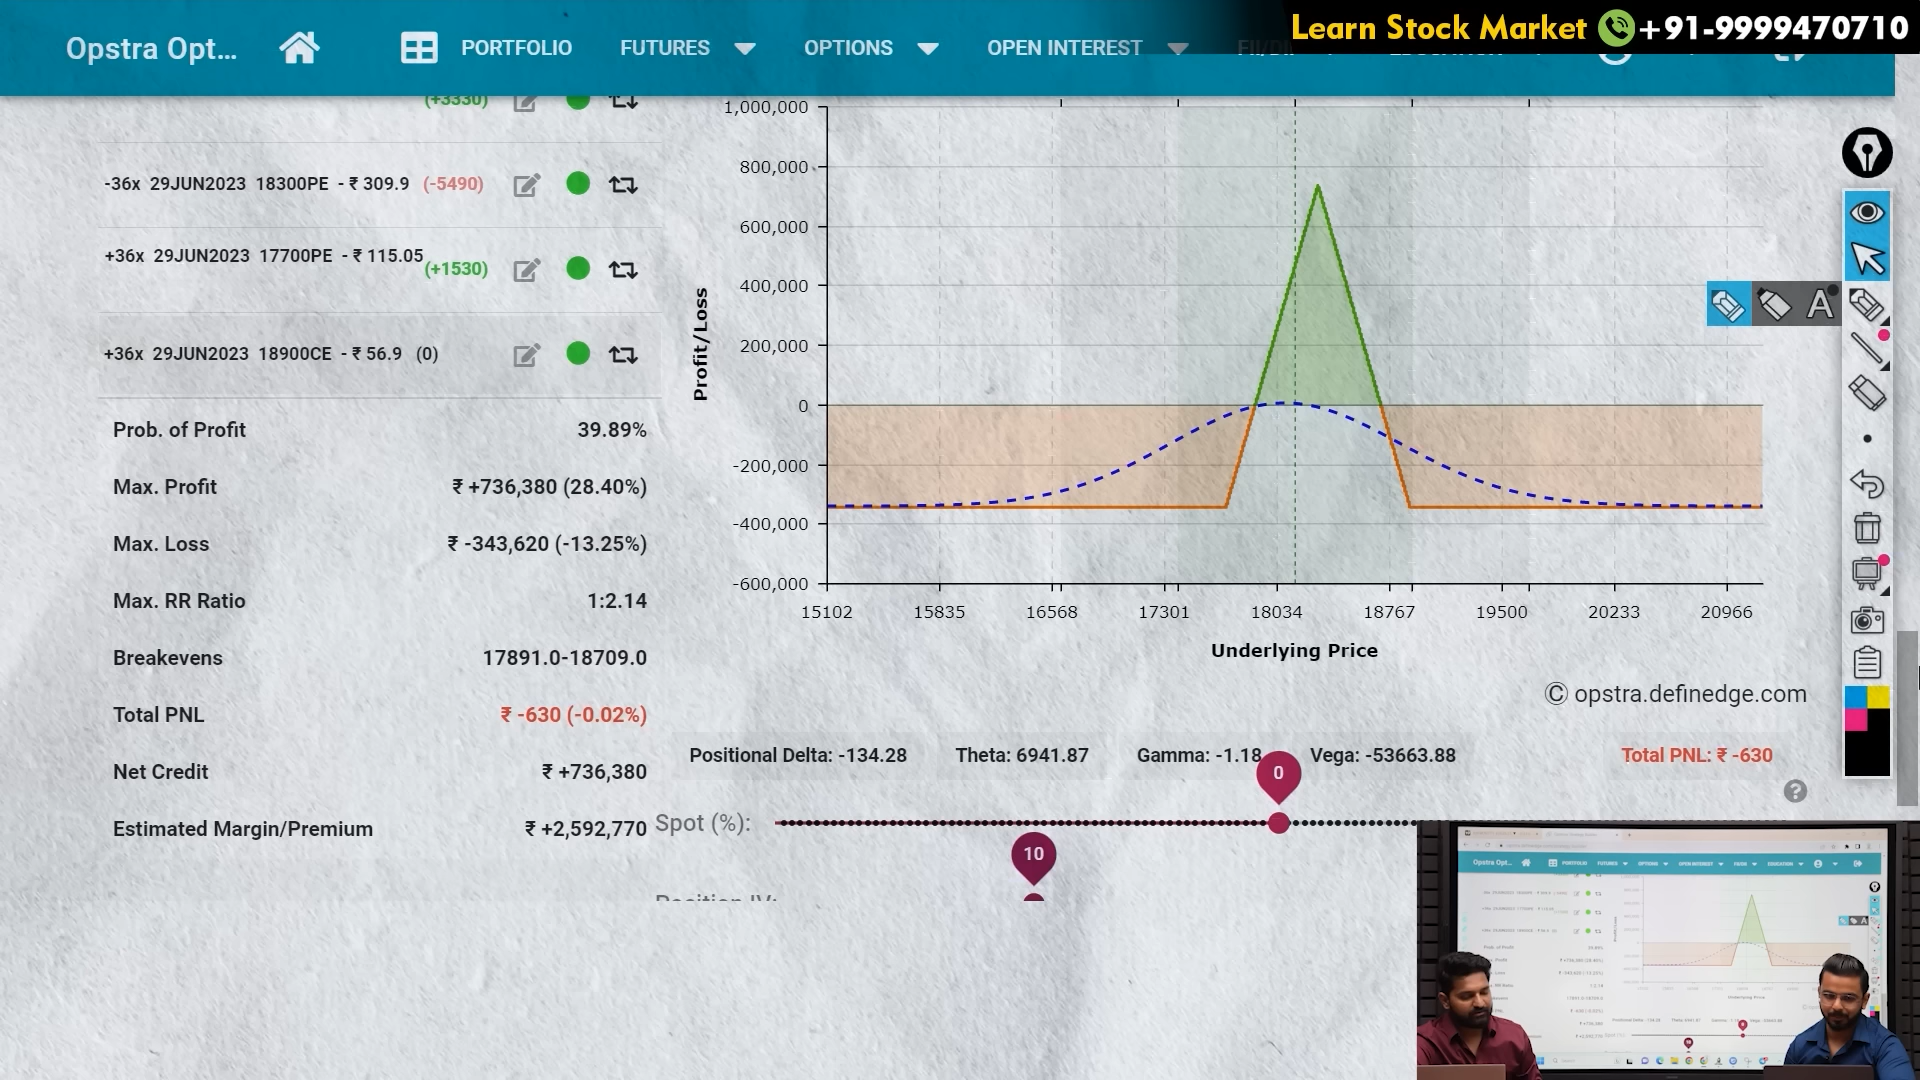 Learn Stock Market +91-9999470710
Opstra Opt...
PORTFOLIO
FUTURES
OPTIONS
OPEN INTEREST
(+3330)
-36x 29JUN2023 18300PE - ₹ 309.9 (-5490)
+36x 29JUN2023 17700PE - ₹ 115.05 (+1530)
+36x 29JUN2023 18900CE - ₹ 56.9 (0)
Prob. of Profit 39.89%
Max. Profit ₹ +736,380 (28.40%)
Max. Loss ₹ -343,620 (-13.25%)
Max. RR Ratio 1:2.14
Breakevens 17891.0-18709.0
Total PNL ₹ -630 (-0.02%)
Net Credit ₹ +736,380
Estimated Margin/Premium ₹ +2,592,770
Profit/Loss
1,000,000
800,000
600,000
400,000
200,000
0
-200,000
-400,000
-600,000
15102 15835 16568 17301 18034 18767 19500 20233 20966
Underlying Price
© opstra.definedge.com
Positional Delta: -134.28 Theta: 6941.87 Gamma: -1.18 Vega: -53663.88 Total PNL: ₹ -630
0
?
Spot (%):
10
A